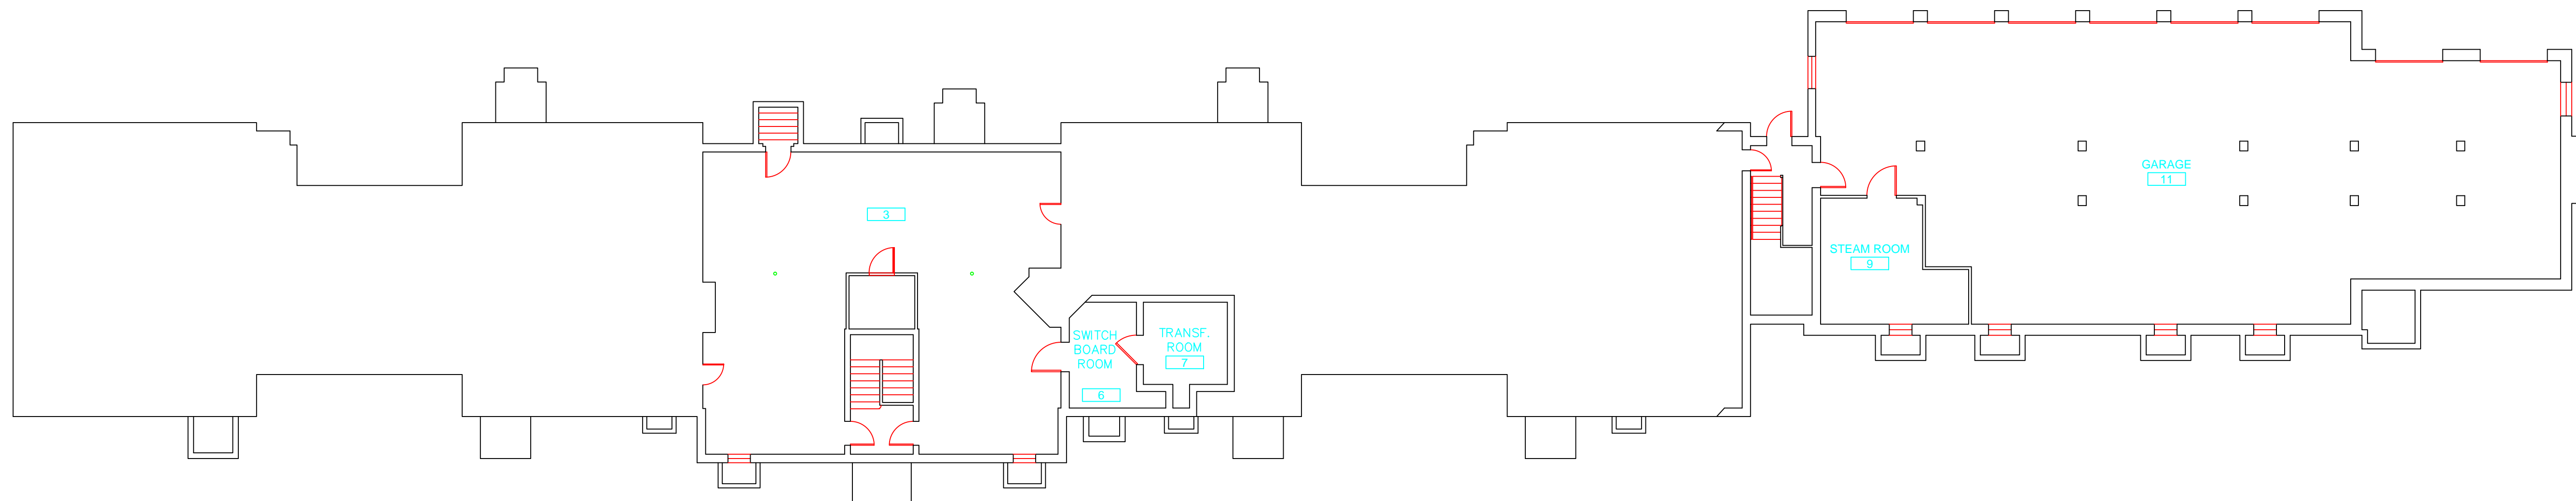 3
SWITCH
BOARD
ROOM
6
TRANSF.
ROOM
7
STEAM ROOM
9
GARAGE
11